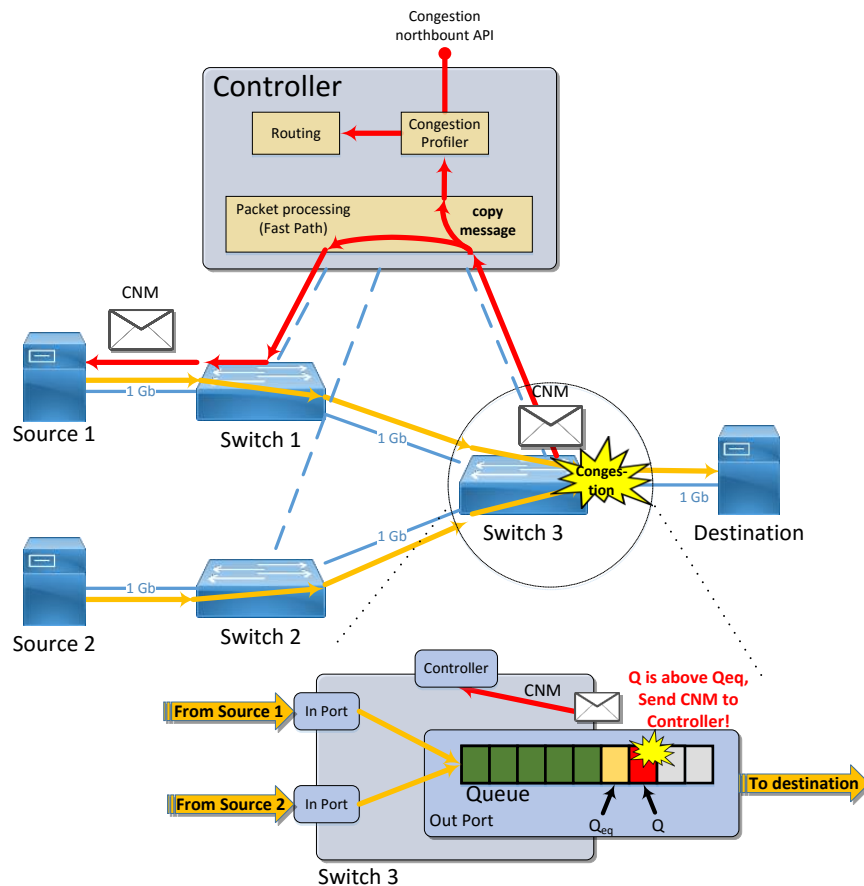 Congestion
northbount API
Controller
Routing
Congestion
Profiler
Packet processing
(Fast Path)
copy
message
CNM
1 Gb
Source 1
Switch 1
1 Gb
CNM
Conges-
tion
1 Gb
Switch 3
Destination
1 Gb
1 Gb
Source 2
Switch 2
Controller
CNM
Q is above Qeq,
Send CNM to
Controller!
From Source 1
In Port
From Source 2
In Port
Queue
Out Port
Qeq
Q
To destination
Switch 3